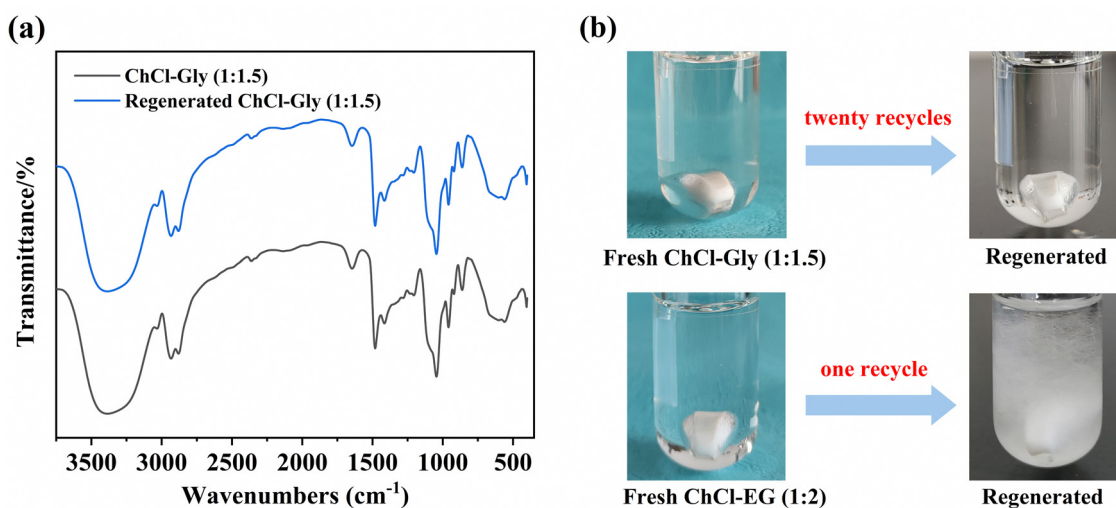 (a)
ChCl-Gly (1:1.5)
Regenerated ChCl-Gly (1:1.5)
Transmittance/%
3500 3000 2500 2000 1500 1000 500
Wavenumbers (cm⁻¹)
(b)
twenty recycles
Fresh ChCl-Gly (1:1.5)
Regenerated
one recycle
Fresh ChCl-EG (1:2)
Regenerated